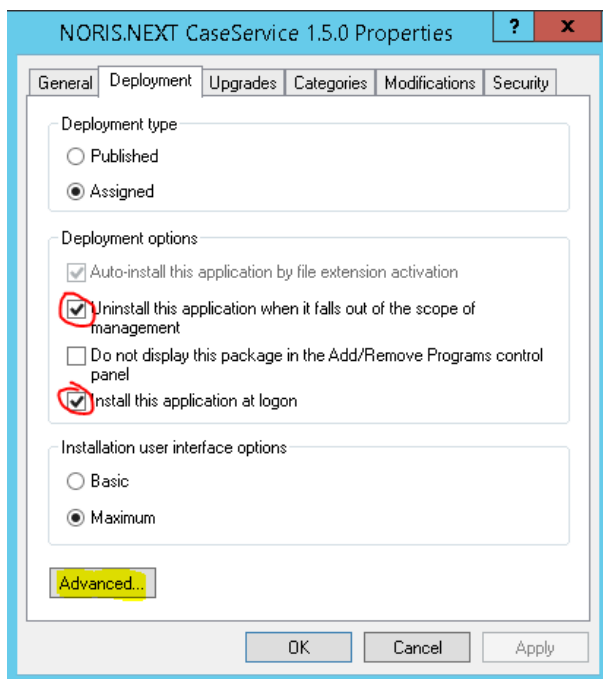 NORIS.NEXT CaseService 1.5.0 Properties ? x
General Deployment Upgrades Categories Modifications Security
Deployment type
Published
Assigned
Deployment options
Auto-install this application by file extension activation
Uninstall this application when it falls out of the scope of
management
Do not display this package in the Add/Remove Programs control
panel
Install this application at logon
Installation user interface options
Basic
Maximum
Advanced...
OK Cancel Apply